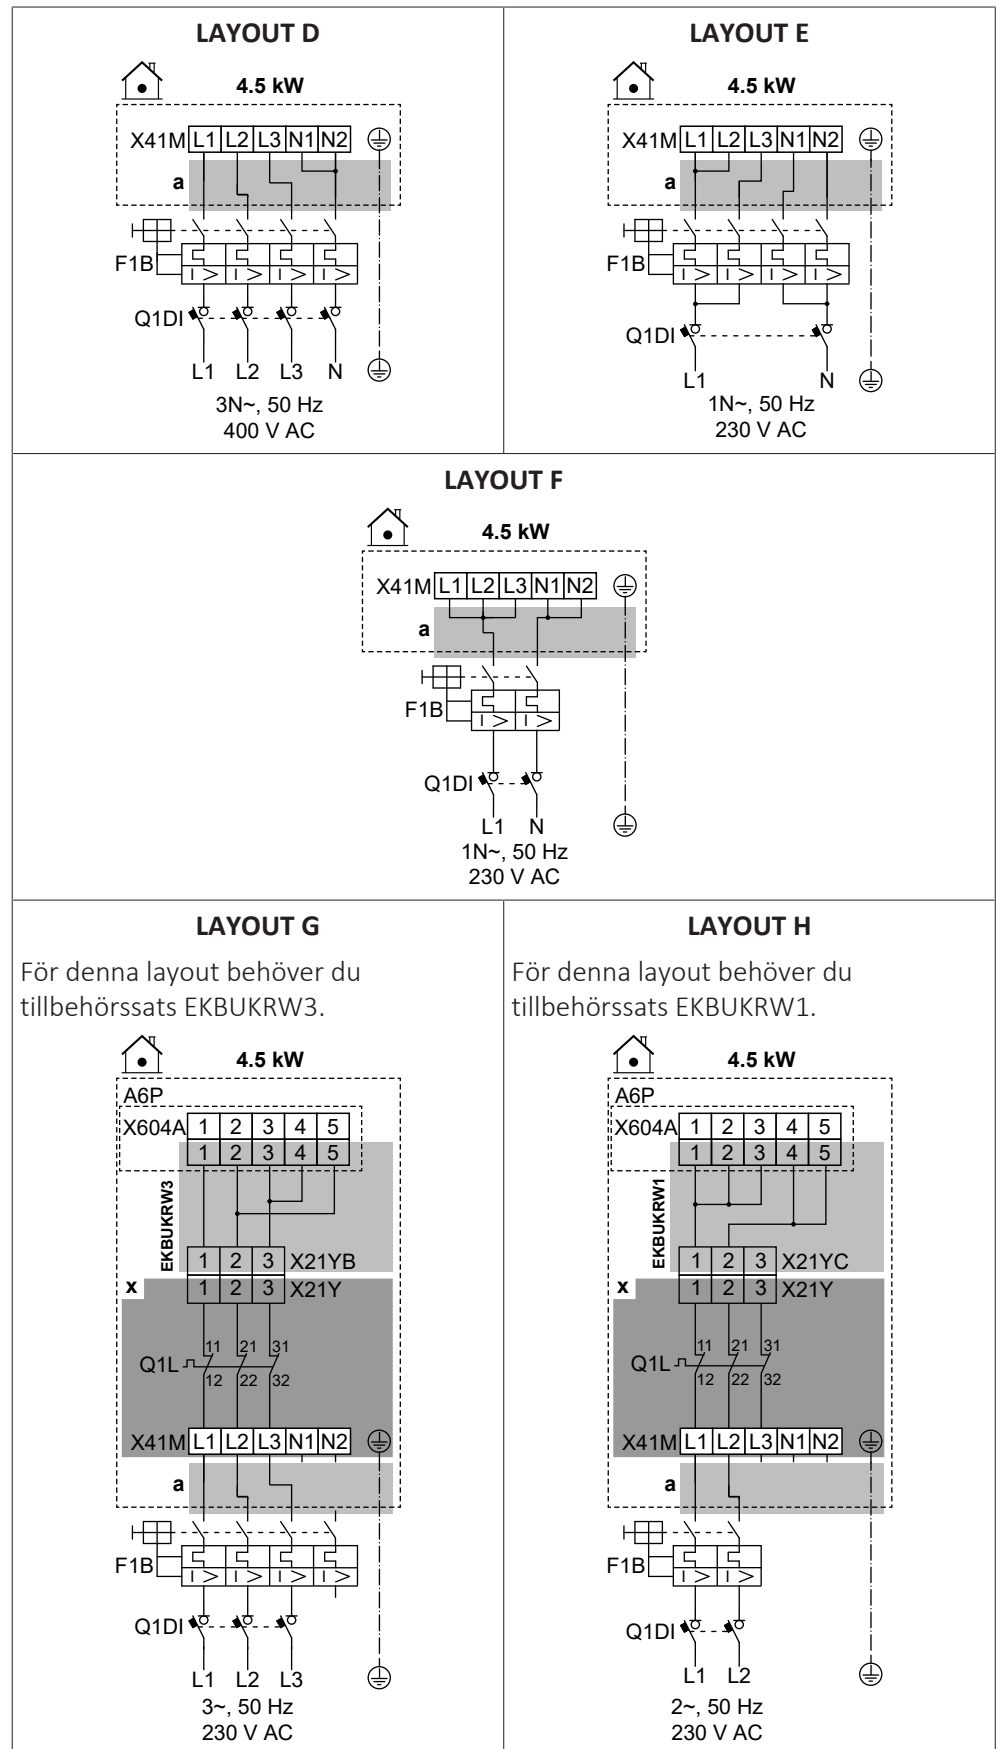 LAYOUT D
4.5 kW
X41M L1 L2 L3 N1 N2
a
F1B
I > I > I > I >
Q1DI
L1 L2 L3 N
3N~, 50 Hz
400 V AC
LAYOUT E
4.5 kW
X41M L1 L2 L3 N1 N2
a
F1B
I > I > I > I >
Q1DI
L1 N
1N~, 50 Hz
230 V AC
LAYOUT F
4.5 kW
X41M L1 L2 L3 N1 N2
a
F1B
I > I >
Q1DI
L1 N
1N~, 50 Hz
230 V AC
LAYOUT G
För denna layout behöver du
tillbehörssats EKBUKRW3.
4.5 kW
A6P
X604A 1 2 3 4 5
1 2 3 4 5
EKBUKRW3
1 2 3 X21YB
x
1 2 3 X21Y
11 21 31
Q1L
12 22 32
X41M L1 L2 L3 N1 N2
a
F1B
I > I > I > I >
Q1DI
L1 L2 L3
3~, 50 Hz
230 V AC
LAYOUT H
För denna layout behöver du
tillbehörssats EKBUKRW1.
4.5 kW
A6P
X604A 1 2 3 4 5
1 2 3 4 5
EKBUKRW1
1 2 3 X21YC
x
1 2 3 X21Y
11 21 31
Q1L
12 22 32
X41M L1 L2 L3 N1 N2
a
F1B
I > I >
Q1DI
L1 L2
2~, 50 Hz
230 V AC